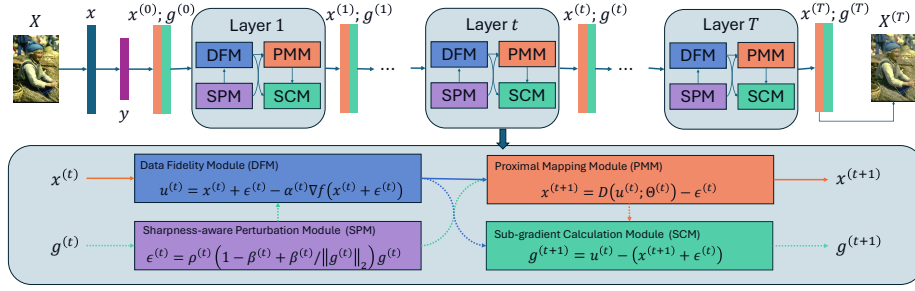 X
x
y
x^{(0)}; g^{(0)}
Layer 1
DFM
PMM
SPM
SCM
x^{(1)}; g^{(1)}
...
Layer t
DFM
PMM
SPM
SCM
x^{(t)}; g^{(t)}
...
Layer T
DFM
PMM
SPM
SCM
x^{(T)}; g^{(T)}
X^{(T)}
x^{(t)}
Data Fidelity Module (DFM)
u^{(t)} = x^{(t)} + ϵ^{(t)} − α^{(t)}∇f(x^{(t)} + ϵ^{(t)})
Proximal Mapping Module (PMM)
x^{(t+1)} = D(u^{(t)}; Θ^{(t)}) − ϵ^{(t)}
x^{(t+1)}
g^{(t)}
Sharpness-aware Perturbation Module (SPM)
ϵ^{(t)} = ρ^{(t)}(1 − β^{(t)} + β^{(t)}/‖g^{(t)}‖_2)g^{(t)}
Sub-gradient Calculation Module (SCM)
g^{(t+1)} = u^{(t)} − (x^{(t+1)} + ϵ^{(t)})
g^{(t+1)}